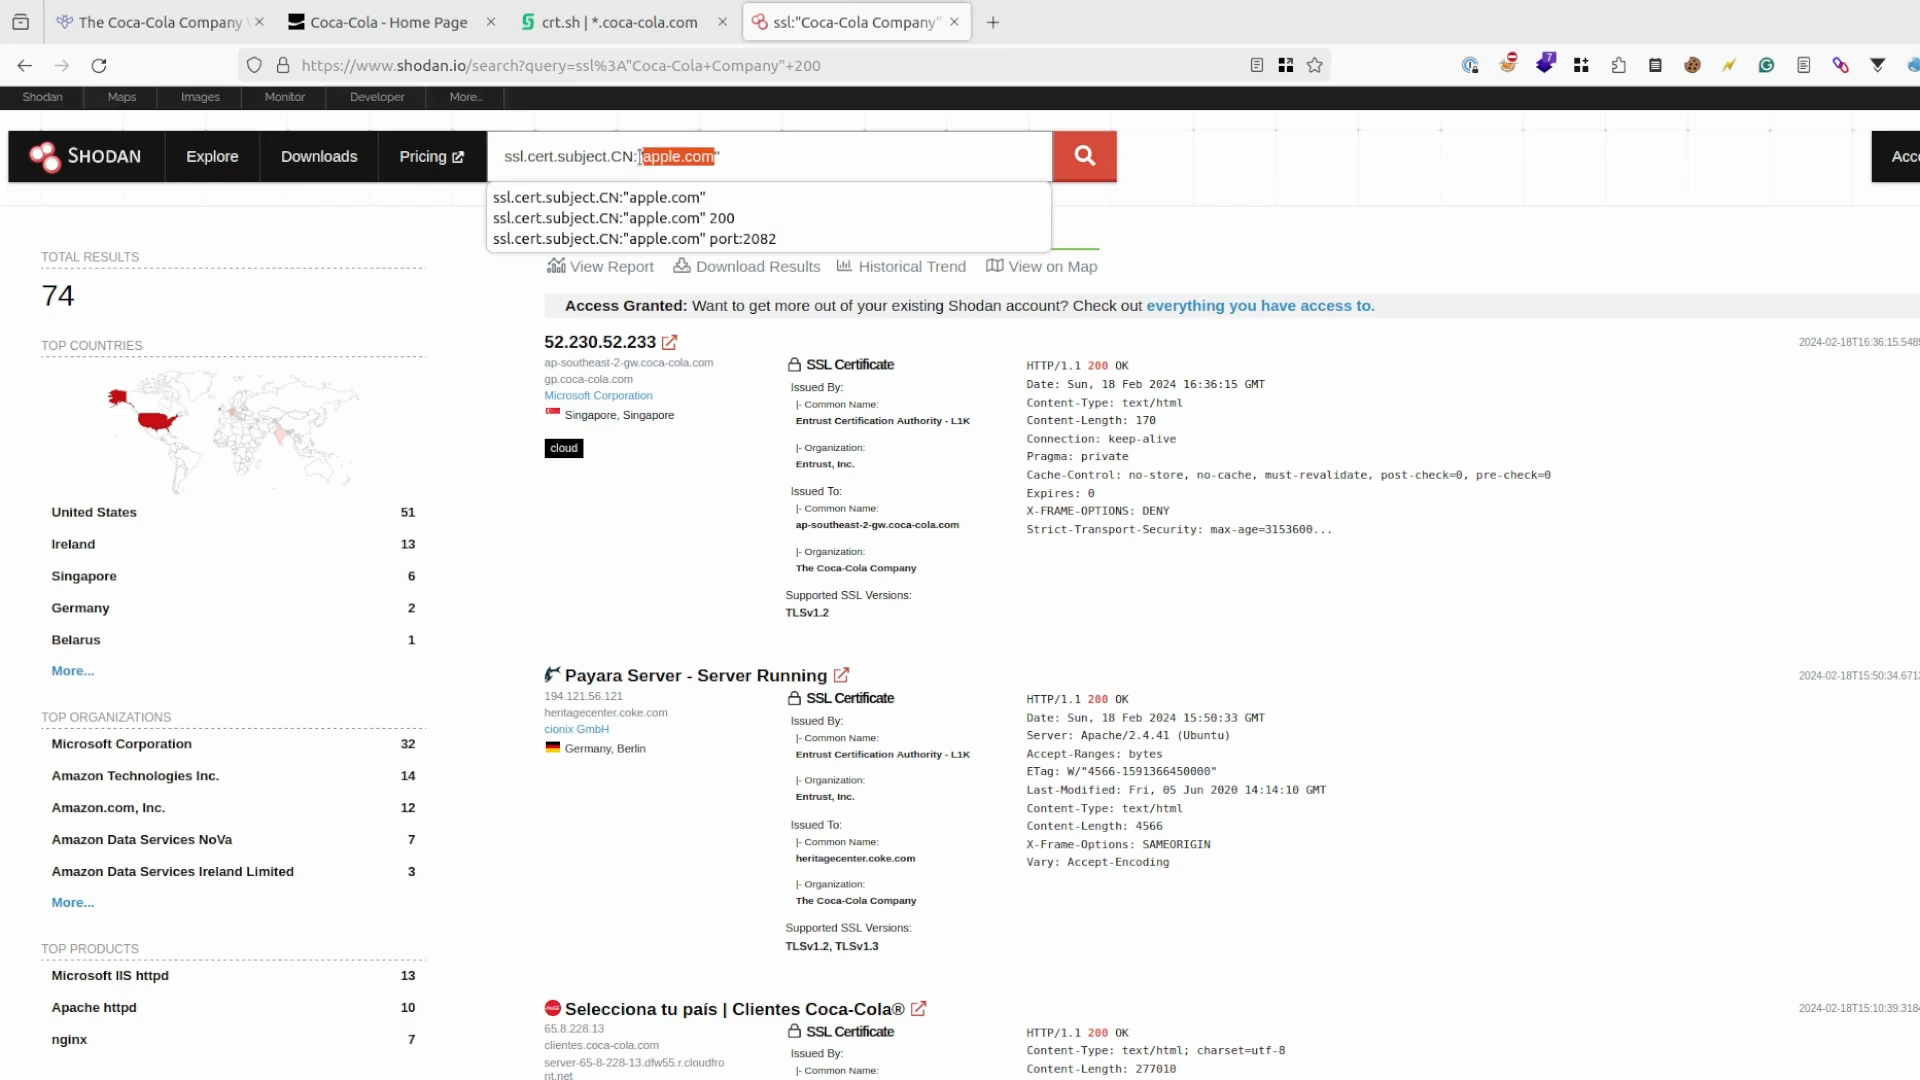 The Coca-Cola Company
Coca-Cola - Home Page
crt.sh | *.coca-cola.com
ssl:"Coca-Cola Company"
https://www.shodan.io/search?query=ssl%3A"Coca-Cola+Company"+200
7
Shodan
Maps
Images
Monitor
Developer
More...
SHODAN
Explore
Downloads
Pricing
ssl.cert.subject.CN:"apple.com"
Acco
ssl.cert.subject.CN:"apple.com"
ssl.cert.subject.CN:"apple.com" 200
ssl.cert.subject.CN:"apple.com" port:2082
TOTAL RESULTS
74
TOP COUNTRIES
United States 51
Ireland 13
Singapore 6
Germany 2
Belarus 1
More...
TOP ORGANIZATIONS
Microsoft Corporation 32
Amazon Technologies Inc. 14
Amazon.com, Inc. 12
Amazon Data Services NoVa 7
Amazon Data Services Ireland Limited 3
More...
TOP PRODUCTS
Microsoft IIS httpd 13
Apache httpd 10
nginx 7
View Report
Download Results
Historical Trend
View on Map
Access Granted: Want to get more out of your existing Shodan account? Check out everything you have access to.
52.230.52.233
2024-02-18T16:36:15.548
ap-southeast-2-gw.coca-cola.com
gp.coca-cola.com
Microsoft Corporation
Singapore, Singapore
cloud
SSL Certificate
Issued By:
|- Common Name:
Entrust Certification Authority - L1K
|- Organization:
Entrust, Inc.
Issued To:
|- Common Name:
ap-southeast-2-gw.coca-cola.com
|- Organization:
The Coca-Cola Company
Supported SSL Versions:
TLSv1.2
HTTP/1.1 200 OK
Date: Sun, 18 Feb 2024 16:36:15 GMT
Content-Type: text/html
Content-Length: 170
Connection: keep-alive
Pragma: private
Cache-Control: no-store, no-cache, must-revalidate, post-check=0, pre-check=0
Expires: 0
X-FRAME-OPTIONS: DENY
Strict-Transport-Security: max-age=3153600...
Payara Server - Server Running
2024-02-18T15:50:34.671
194.121.56.121
heritagecenter.coke.com
cionix GmbH
Germany, Berlin
SSL Certificate
Issued By:
|- Common Name:
Entrust Certification Authority - L1K
|- Organization:
Entrust, Inc.
Issued To:
|- Common Name:
heritagecenter.coke.com
|- Organization:
The Coca-Cola Company
Supported SSL Versions:
TLSv1.2, TLSv1.3
HTTP/1.1 200 OK
Date: Sun, 18 Feb 2024 15:50:33 GMT
Server: Apache/2.4.41 (Ubuntu)
Accept-Ranges: bytes
ETag: W/"4566-1591366450000"
Last-Modified: Fri, 05 Jun 2020 14:14:10 GMT
Content-Type: text/html
Content-Length: 4566
X-Frame-Options: SAMEORIGIN
Vary: Accept-Encoding
Selecciona tu país | Clientes Coca-Cola®
2024-02-18T15:10:39.318
65.8.228.13
clientes.coca-cola.com
server-65-8-228-13.dfw55.r.cloudfro
nt.net
SSL Certificate
Issued By:
|- Common Name:
HTTP/1.1 200 OK
Content-Type: text/html; charset=utf-8
Content-Length: 277010